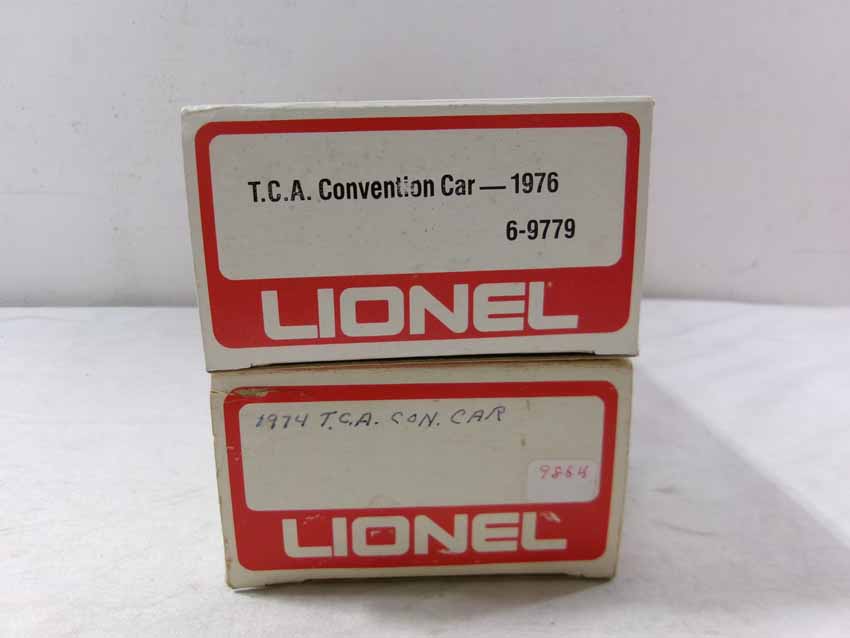 T.C.A. Convention Car — 1976
6-9779
LIONEL
1974 T.C.A. CON. CAR
9864
LIONEL